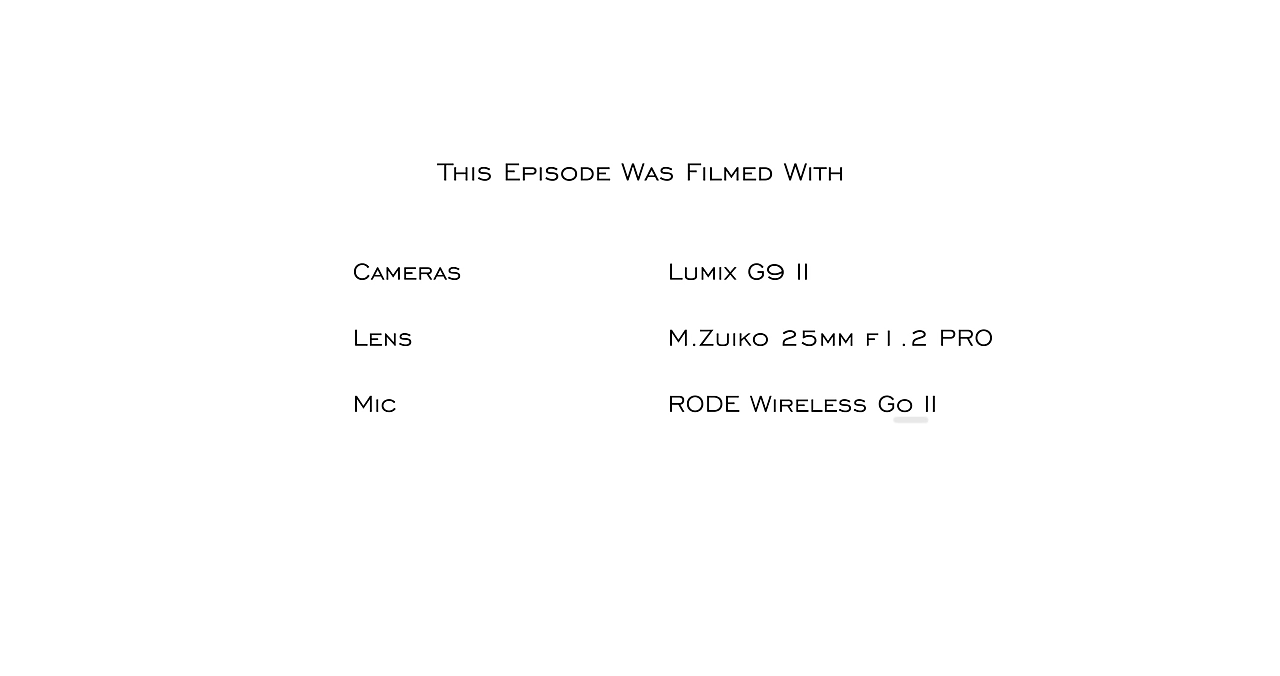 This Episode Was Filmed With
Cameras Lumix G9 II
Lens M.Zuiko 25mm f1.2 PRO
Mic RODE Wireless Go II